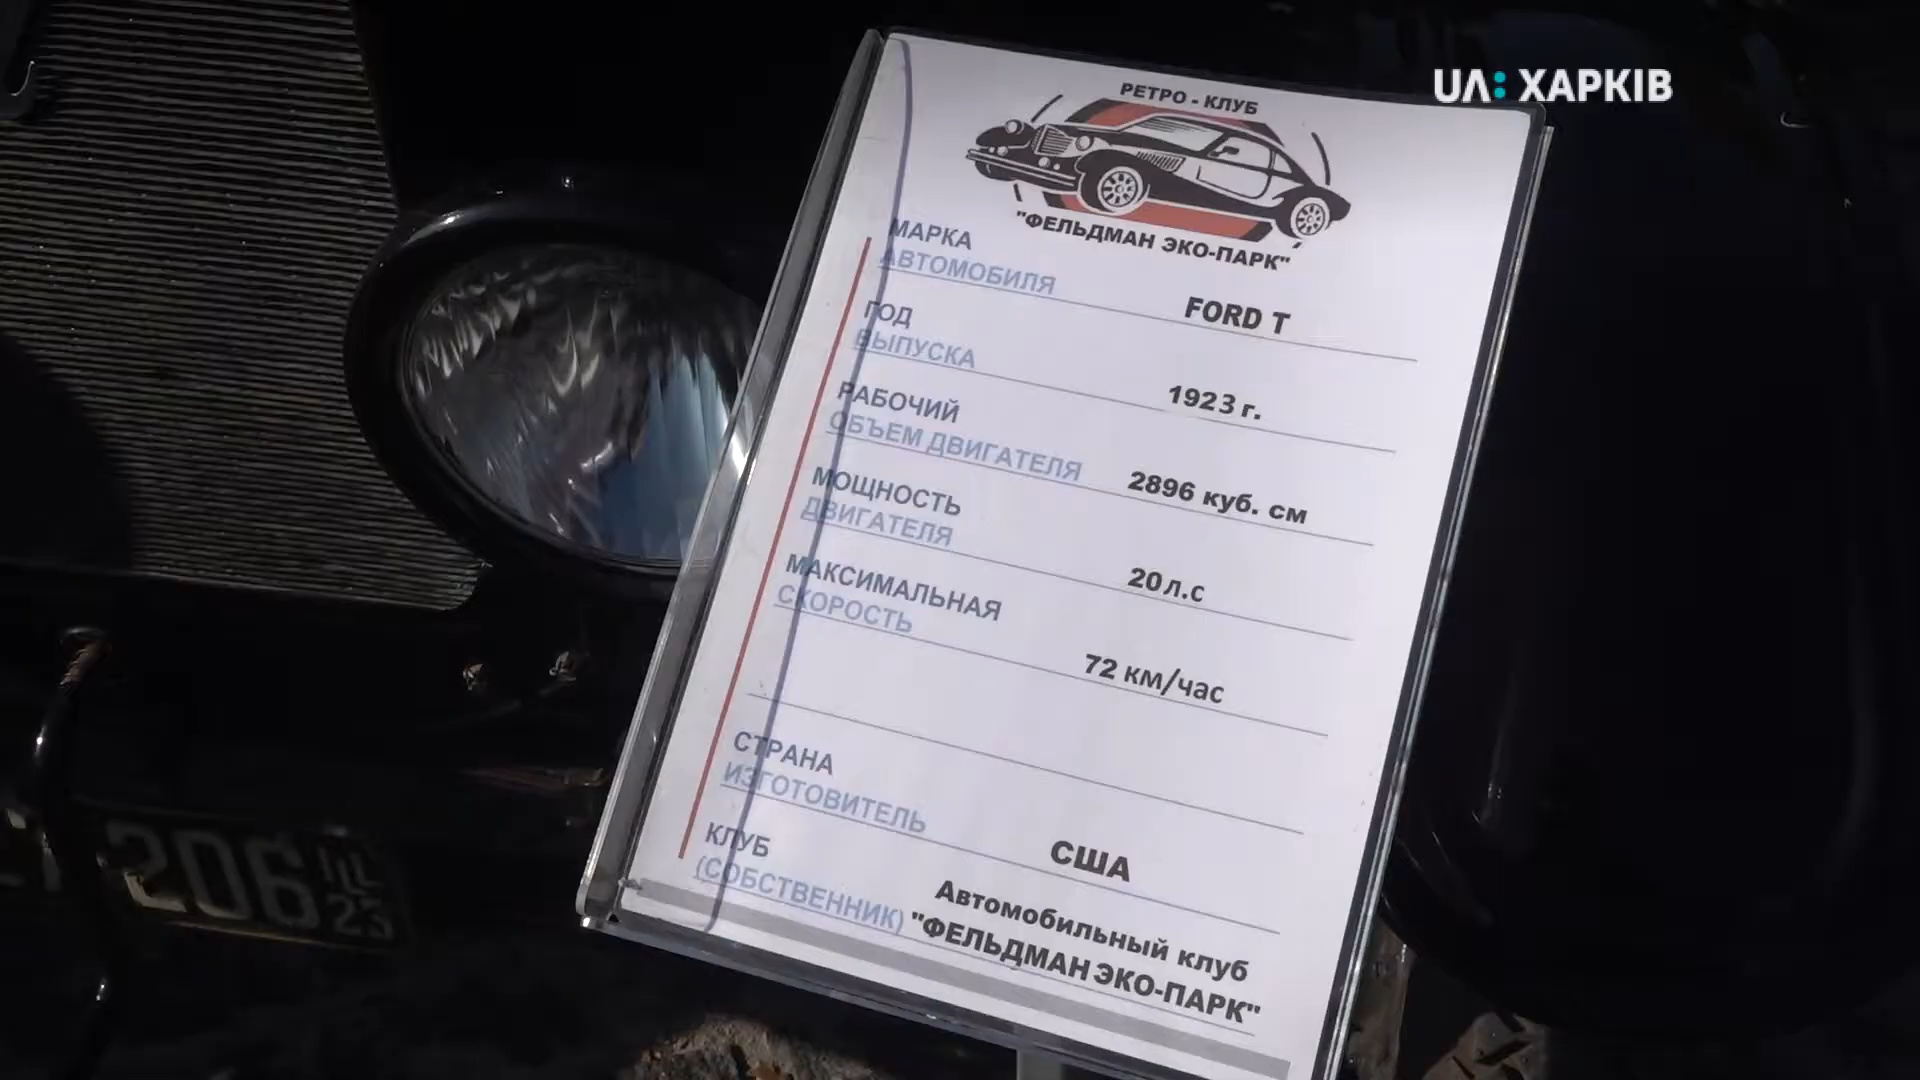 UA: ХАРКІВ
РЕТРО - КЛУБ
"ФЕЛЬДМАН ЭКО-ПАРК"
МАРКА
АВТОМОБИЛЯ
FORD T
ГОД
ВЫПУСКА
1923 г.
РАБОЧИЙ
ОБЪЕМ ДВИГАТЕЛЯ
2896 куб. см
МОЩНОСТЬ
ДВИГАТЕЛЯ
20 л.с
МАКСИМАЛЬНАЯ
СКОРОСТЬ
72 км/час
СТРАНА
ИЗГОТОВИТЕЛЬ
США
КЛУБ
(СОБСТВЕННИК)
Автомобильный клуб
"ФЕЛЬДМАН ЭКО-ПАРК"
206
ILL
23